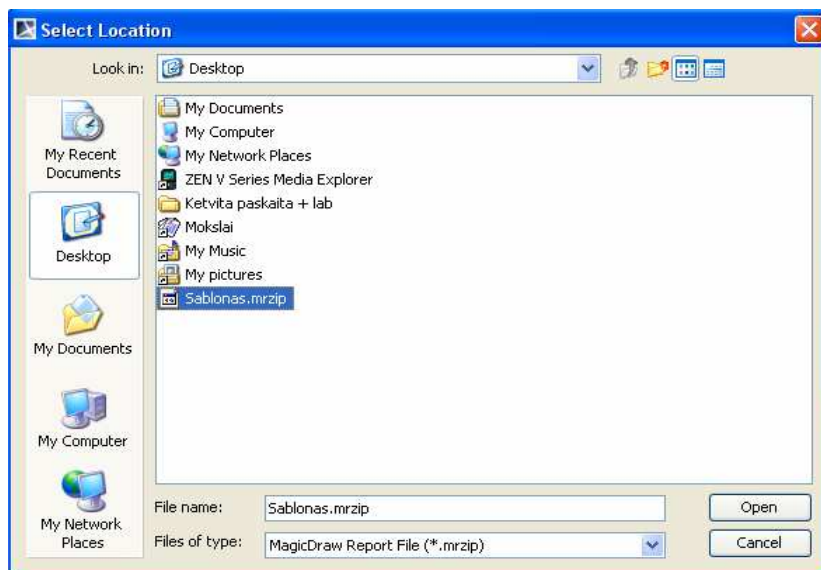 Select Location
Look in:
Desktop
My Recent
Documents
Desktop
My Documents
My Computer
My Network
Places
My Documents
My Computer
My Network Places
ZEN V Series Media Explorer
Ketvita paskaita + lab
Mokslai
My Music
My pictures
Sablonas.mrzip
File name:
Sablonas.mrzip
Open
Files of type:
MagicDraw Report File (*.mrzip)
Cancel